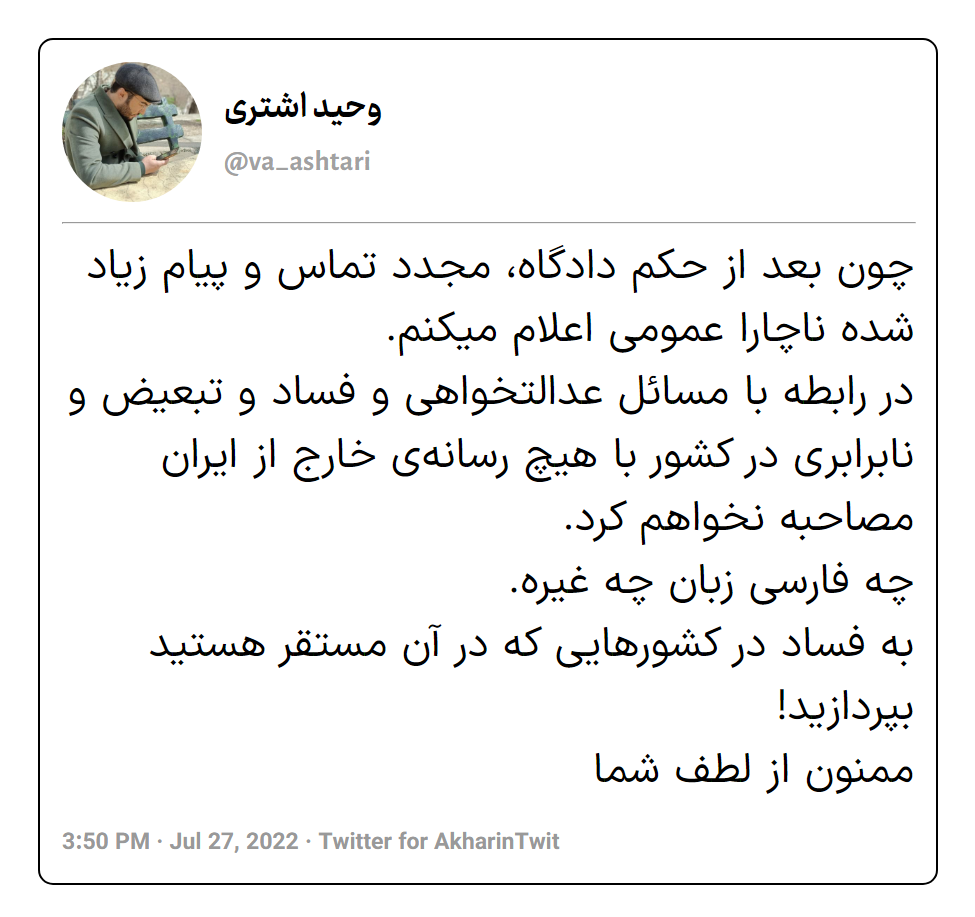 وحید اشتری
@va_ashtari
چون بعد از حکم دادگاه، مجدد تماس و پیام زیاد
شده ناچارا عمومی اعلام میکنم.
در رابطه با مسائل عدالتخواهی و فساد و تبعیض و
نابرابری در کشور با هیچ رسانه‌ی خارج از ایران
مصاحبه نخواهم کرد.
چه فارسی زبان چه غیره.
به فساد در کشورهایی که در آن مستقر هستید
بپردازید!
ممنون از لطف شما
3:50 PM · Jul 27, 2022 · Twitter for AkharinTwit